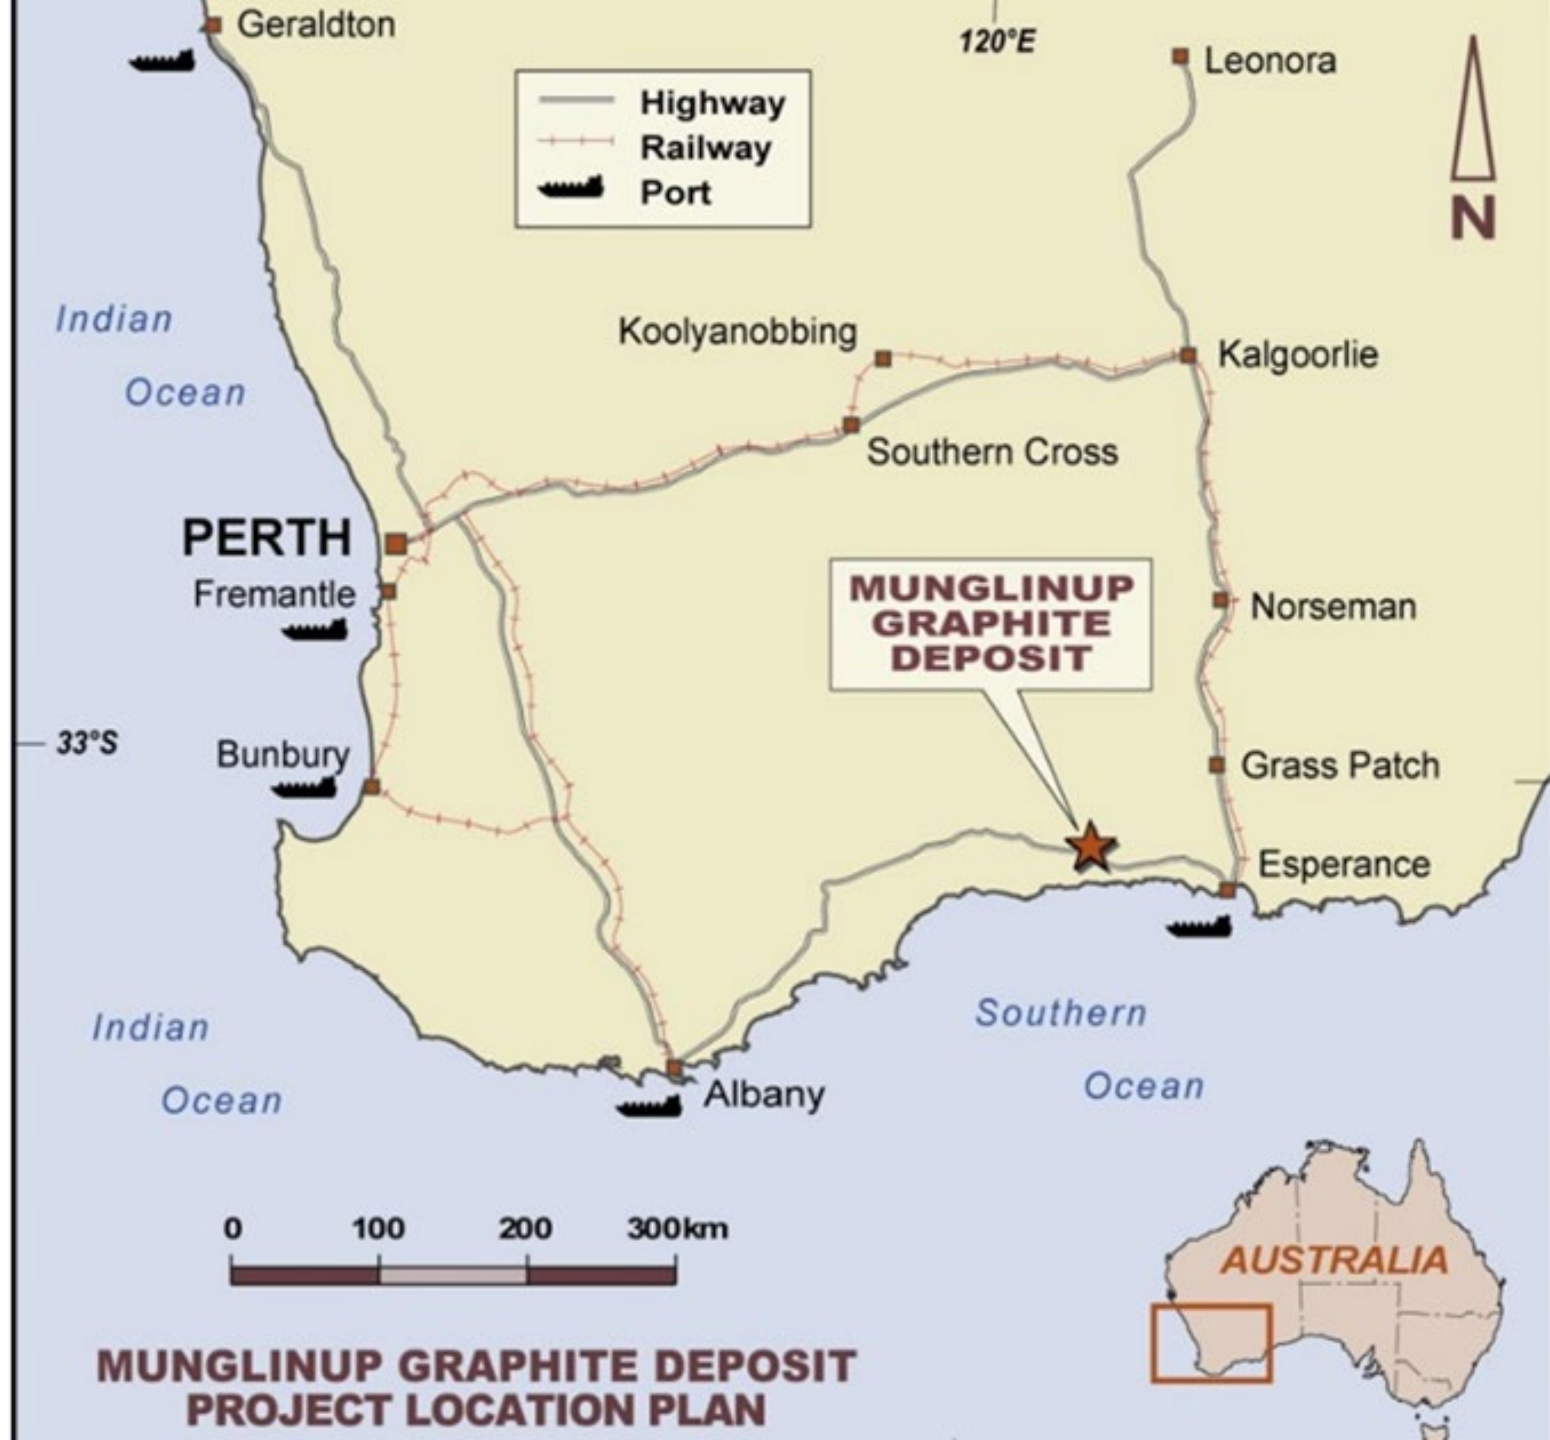 Geraldton
120°E
Leonora
Highway
Railway
Port
N
Indian
Ocean
Koolyanobbing
Kalgoorlie
Southern Cross
PERTH
Fremantle
MUNGLINUP
GRAPHITE
DEPOSIT
Norseman
33°S
Bunbury
Grass Patch
Esperance
Indian
Ocean
Southern
Ocean
Albany
0 100 200 300km
AUSTRALIA
MUNGLINUP GRAPHITE DEPOSIT
PROJECT LOCATION PLAN